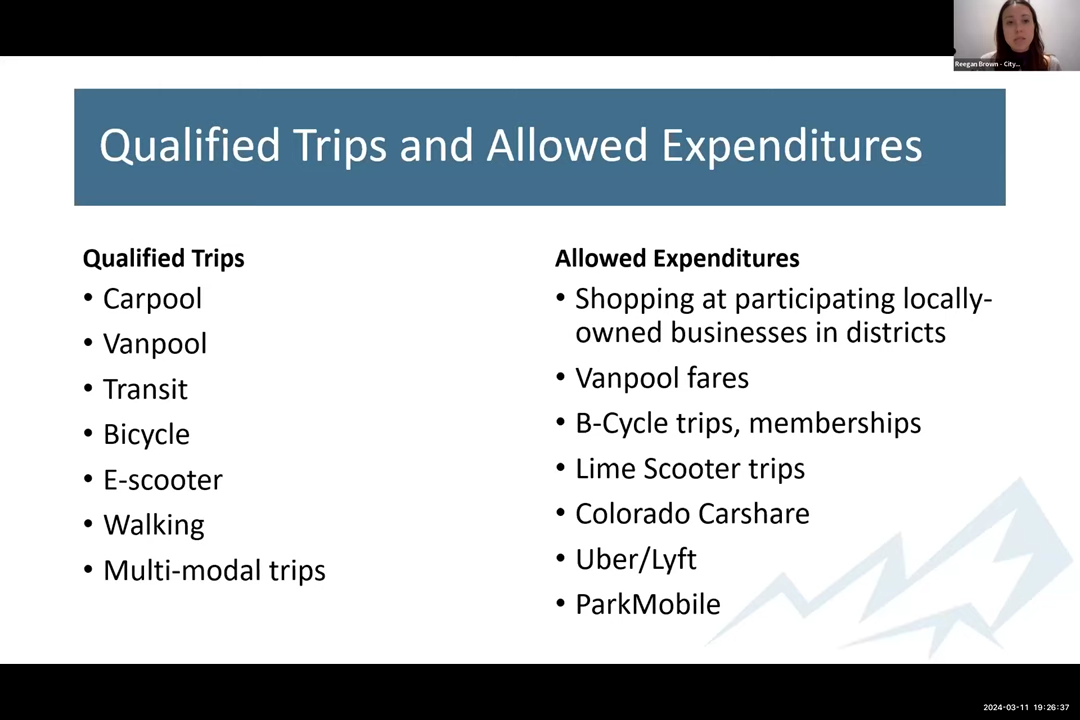 Reegan Brown - City...
Qualified Trips and Allowed Expenditures
Qualified Trips
• Carpool
• Vanpool
• Transit
• Bicycle
• E-scooter
• Walking
• Multi-modal trips
Allowed Expenditures
• Shopping at participating locally-
owned businesses in districts
• Vanpool fares
• B-Cycle trips, memberships
• Lime Scooter trips
• Colorado Carshare
• Uber/Lyft
• ParkMobile
2024-03-11 19:26:37